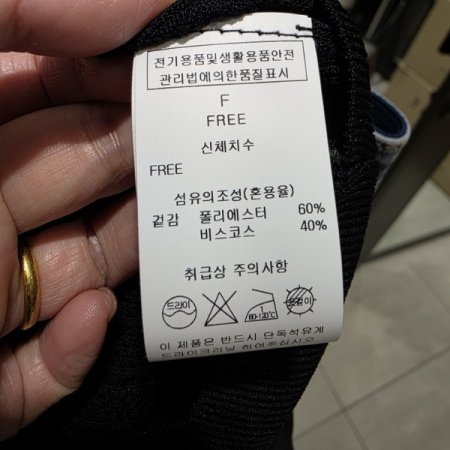 전기용품및생활용품안전
관리법에의한품질표시
F
FREE
신체치수
FREE
섬유의조성(혼용율)
겉감 폴리에스터 60%
비스코스 40%
취급상 주의사항
드라이
1
80-120℃
이 제품은 반드시 단독석유계
드라이크리닝 하여주십시오